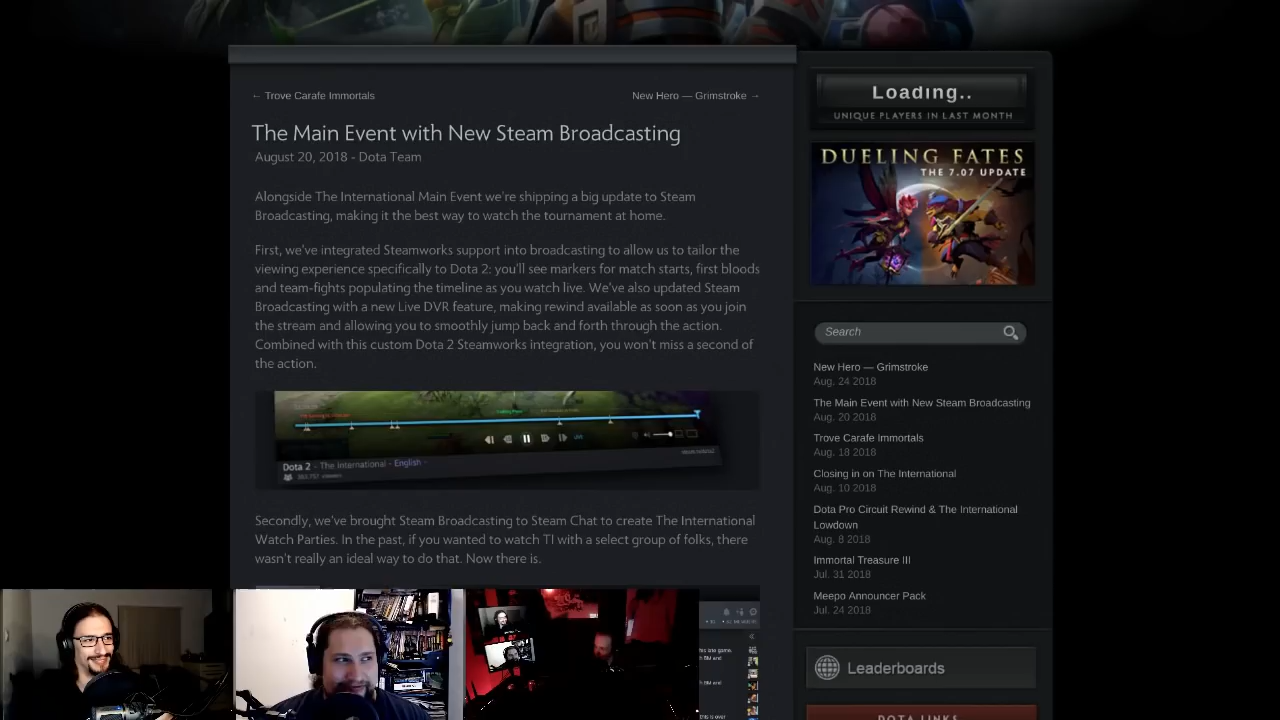 ← Trove Carafe Immortals
New Hero — Grimstroke →
The Main Event with New Steam Broadcasting
August 20, 2018 - Dota Team
Alongside The International Main Event we're shipping a big update to Steam
Broadcasting, making it the best way to watch the tournament at home.
First, we've integrated Steamworks support into broadcasting to allow us to tailor the
viewing experience specifically to Dota 2: you'll see markers for match starts, first bloods
and team-fights populating the timeline as you watch live. We've also updated Steam
Broadcasting with a new Live DVR feature, making rewind available as soon as you join
the stream and allowing you to smoothly jump back and forth through the action.
Combined with this custom Dota 2 Steamworks integration, you won't miss a second of
the action.
Dota 2 - The International - English -
Secondly, we've brought Steam Broadcasting to Steam Chat to create The International
Watch Parties. In the past, if you wanted to watch TI with a select group of folks, there
wasn't really an ideal way to do that. Now there is.
Loading..
UNIQUE PLAYERS IN LAST MONTH
DUELING FATES
THE 7.07 UPDATE
Search
New Hero — Grimstroke
Aug. 24 2018
The Main Event with New Steam Broadcasting
Aug. 20 2018
Trove Carafe Immortals
Aug. 18 2018
Closing in on The International
Aug. 10 2018
Dota Pro Circuit Rewind & The International
Lowdown
Aug. 8 2018
Immortal Treasure III
Jul. 31 2018
Meepo Announcer Pack
Jul. 24 2018
Leaderboards
DOTA LINKS